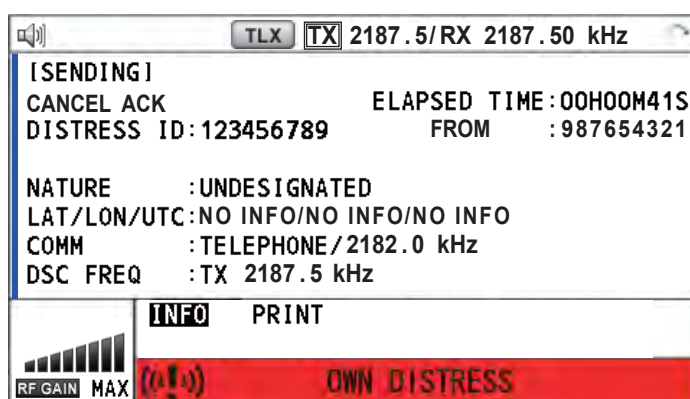 TLX TX 2187.5/RX 2187.50 kHz
[SENDING]
CANCEL ACK ELAPSED TIME:00H00M41S
DISTRESS ID:123456789 FROM :987654321
NATURE :UNDESIGNATED
LAT/LON/UTC:NO INFO/NO INFO/NO INFO
COMM :TELEPHONE/2182.0 kHz
DSC FREQ :TX 2187.5 kHz
INFO PRINT
RF GAIN MAX OWN DISTRESS